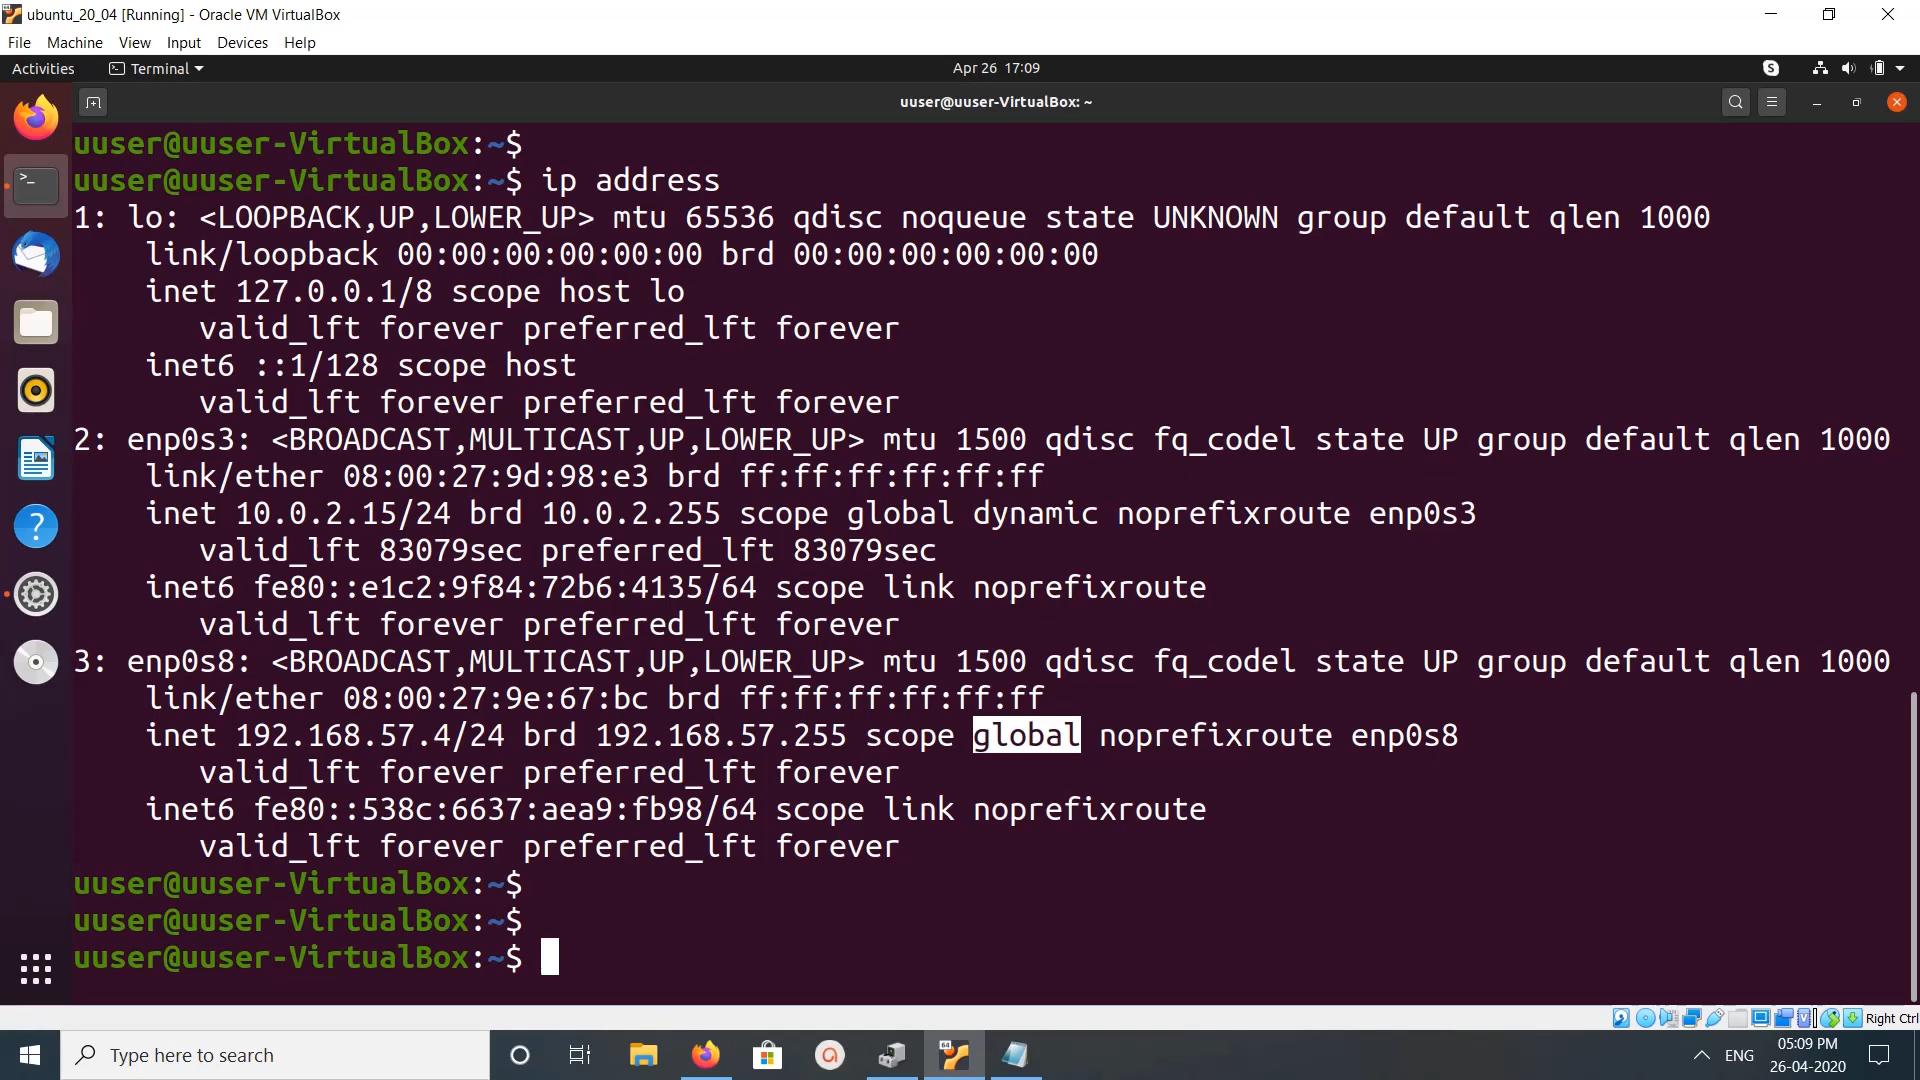 ubuntu_20_04 [Running] - Oracle VM VirtualBox
File Machine View Input Devices Help
Activities Terminal Apr 26 17:09
uuser@uuser-VirtualBox: ~
uuser@uuser-VirtualBox:~$
uuser@uuser-VirtualBox:~$ ip address
1: lo: <LOOPBACK,UP,LOWER_UP> mtu 65536 qdisc noqueue state UNKNOWN group default qlen 1000
    link/loopback 00:00:00:00:00:00 brd 00:00:00:00:00:00
    inet 127.0.0.1/8 scope host lo
       valid_lft forever preferred_lft forever
    inet6 ::1/128 scope host
       valid_lft forever preferred_lft forever
2: enp0s3: <BROADCAST,MULTICAST,UP,LOWER_UP> mtu 1500 qdisc fq_codel state UP group default qlen 1000
    link/ether 08:00:27:9d:98:e3 brd ff:ff:ff:ff:ff:ff
    inet 10.0.2.15/24 brd 10.0.2.255 scope global dynamic noprefixroute enp0s3
       valid_lft 83079sec preferred_lft 83079sec
    inet6 fe80::e1c2:9f84:72b6:4135/64 scope link noprefixroute
       valid_lft forever preferred_lft forever
3: enp0s8: <BROADCAST,MULTICAST,UP,LOWER_UP> mtu 1500 qdisc fq_codel state UP group default qlen 1000
    link/ether 08:00:27:9e:67:bc brd ff:ff:ff:ff:ff:ff
    inet 192.168.57.4/24 brd 192.168.57.255 scope global noprefixroute enp0s8
       valid_lft forever preferred_lft forever
    inet6 fe80::538c:6637:aea9:fb98/64 scope link noprefixroute
       valid_lft forever preferred_lft forever
uuser@uuser-VirtualBox:~$
uuser@uuser-VirtualBox:~$
uuser@uuser-VirtualBox:~$
Right Ctrl
Type here to search
ENG
05:09 PM
26-04-2020